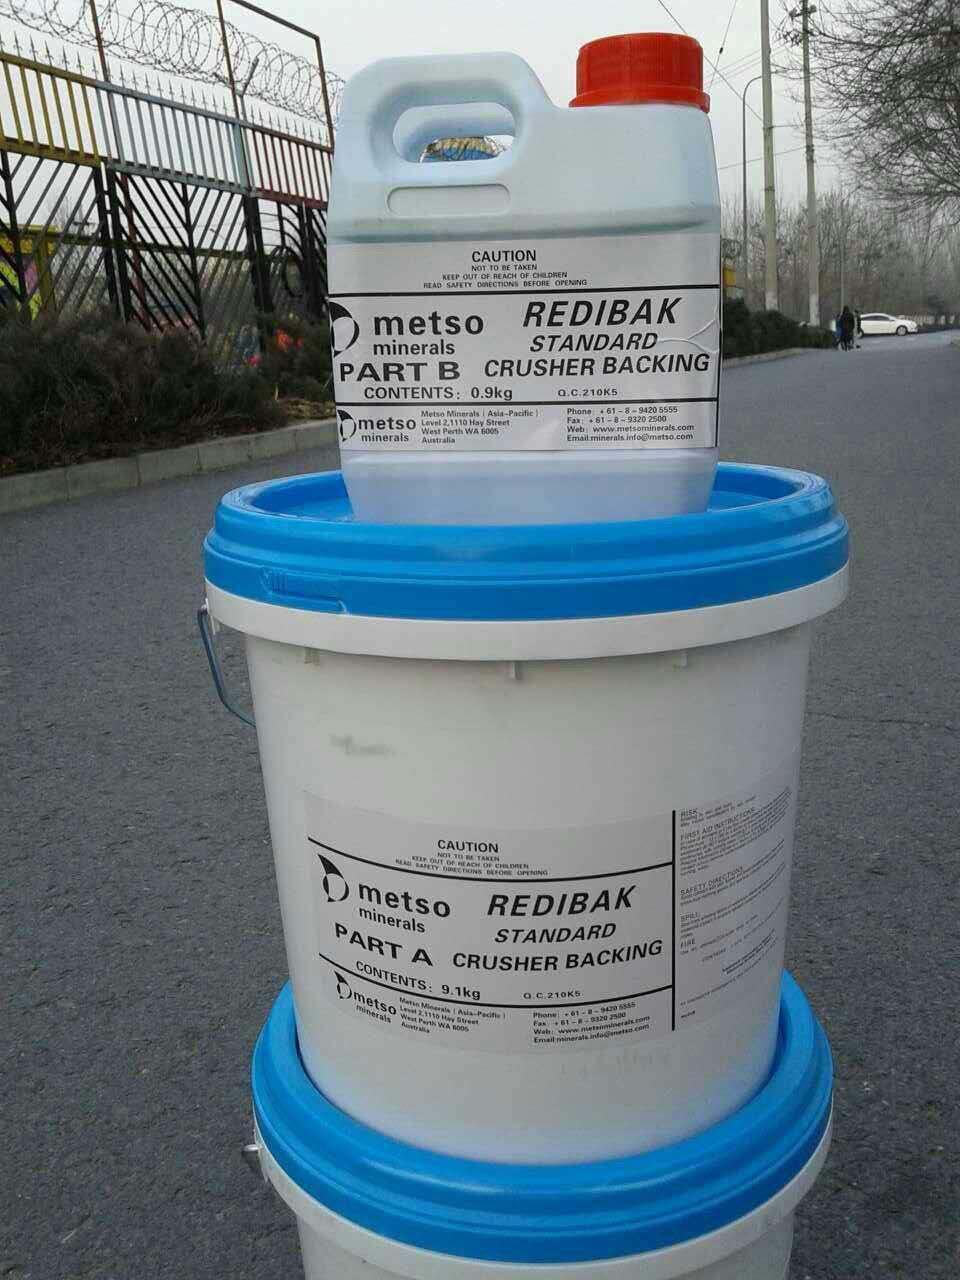 CAUTION
NOT TO BE TAKEN
KEEP OUT OF REACH OF CHILDREN
READ SAFETY DIRECTIONS BEFORE OPENING
metso
minerals
REDIBAK
STANDARD
PART B CRUSHER BACKING
CONTENTS: 0.9kg Q.C.210K5
metso
minerals
Metso Minerals ( Asia-Pacific )
Level 2,1110 Hay Street
West Perth WA 6005
Australia
Phone: +61-8-9420 5555
Fax: +61-8-9320 2500
Web: www.metsominerals.com
Email:minerals.info@metso.com
CAUTION
NOT TO BE TAKEN
KEEP OUT OF REACH OF CHILDREN
READ SAFETY DIRECTIONS BEFORE OPENING
metso
minerals
REDIBAK
STANDARD
PART A CRUSHER BACKING
CONTENTS: 9.1kg Q.C.210K5
metso
minerals
Metso Minerals ( Asia-Pacific )
Level 2,1110 Hay Street
West Perth WA 6005
Australia
Phone: +61-8-9420 5555
Fax: +61-8-9320 2500
Web: www.metsominerals.com
Email:minerals.info@metso.com
RISK
FIRST AID INSTRUCTIONS
SAFETY DIRECTIONS
SPILL
FIRE